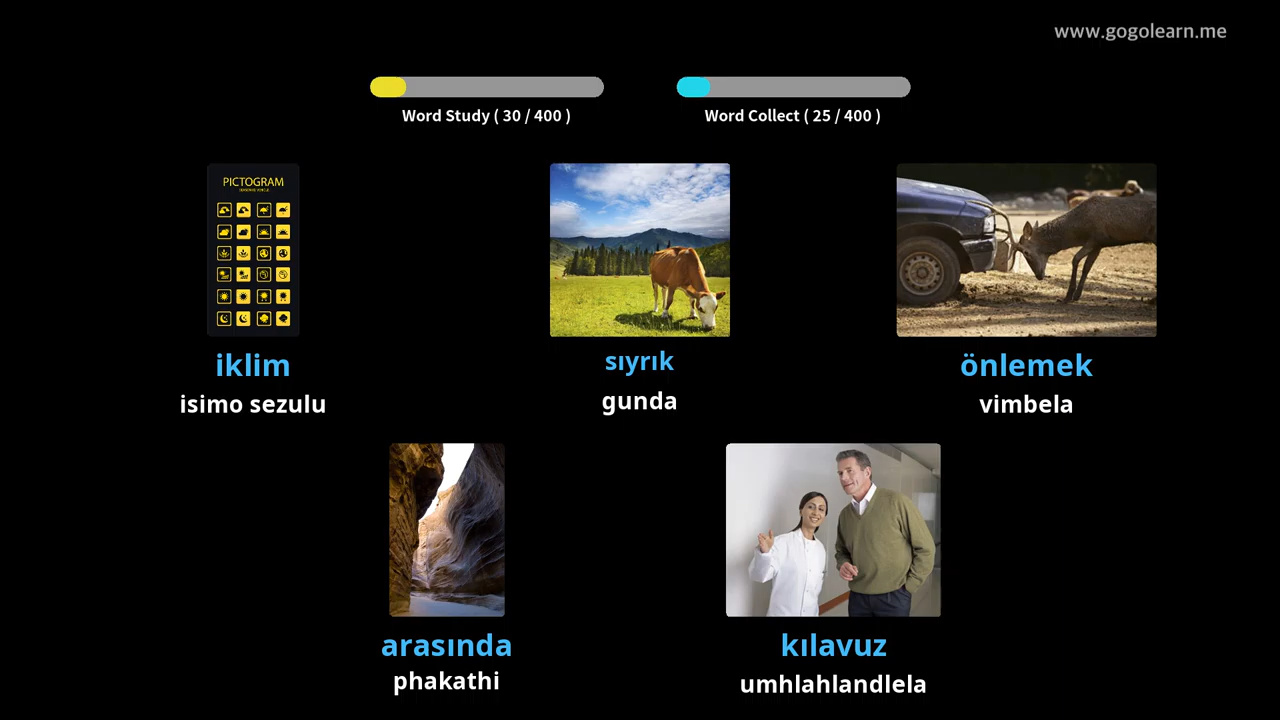 www.gogolearn.me
Word Study ( 30 / 400 )
Word Collect ( 25 / 400 )
PICTOGRAM
iklim
isimo sezulu
sıyrık
gunda
önlemek
vimbela
arasında
phakathi
kılavuz
umhlahlandlela